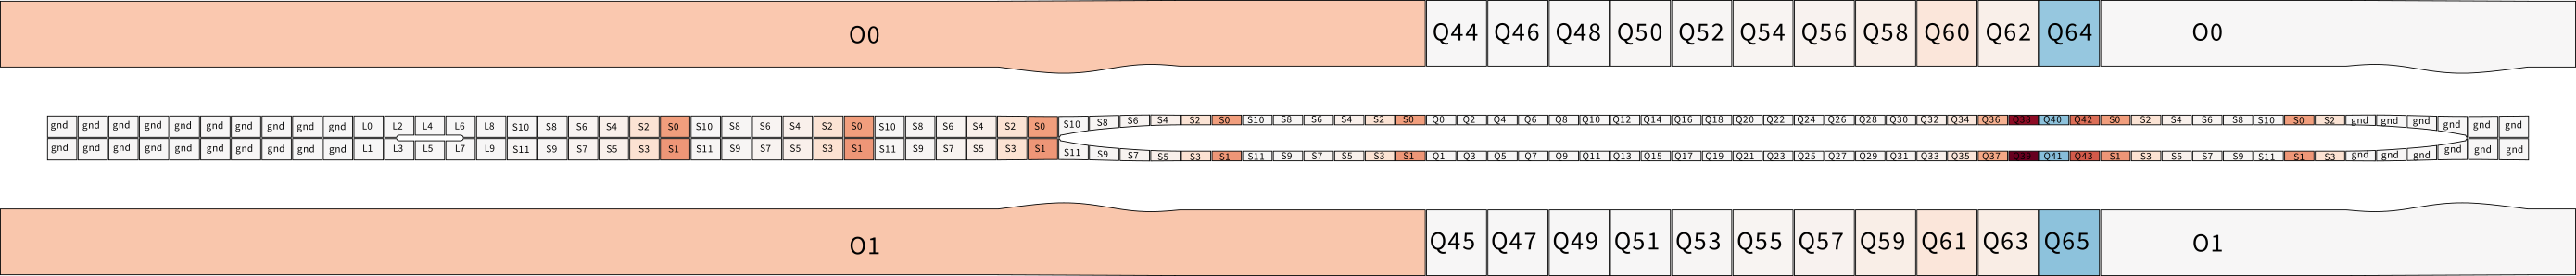 O0 Q44 Q46 Q48 Q50 Q52 Q54 Q56 Q58 Q60 Q62 Q64 O0
gnd gnd gnd gnd gnd gnd gnd gnd gnd gnd L0 L2 L4 L6 L8 S10 S8 S6 S4 S2 S0 S10 S8 S6 S4 S2 S0 S10 S8 S6 S4 S2 S0 S10 S8 S6 S4 S2 S0 S10 S8 S6 S4 S2 S0 Q0 Q2 Q4 Q6 Q8 Q10 Q12 Q14 Q16 Q18 Q20 Q22 Q24 Q26 Q28 Q30 Q32 Q34 Q36 Q38 Q40 Q42 S0 S2 S4 S6 S8 S10 S0 S2 gnd gnd gnd gnd gnd gnd
gnd gnd gnd gnd gnd gnd gnd gnd gnd gnd L1 L3 L5 L7 L9 S11 S9 S7 S5 S3 S1 S11 S9 S7 S5 S3 S1 S11 S9 S7 S5 S3 S1 S11 S9 S7 S5 S3 S1 S11 S9 S7 S5 S3 S1 Q1 Q3 Q5 Q7 Q9 Q11 Q13 Q15 Q17 Q19 Q21 Q23 Q25 Q27 Q29 Q31 Q33 Q35 Q37 Q39 Q41 Q43 S1 S3 S5 S7 S9 S11 S1 S3 gnd gnd gnd gnd gnd gnd
O1 Q45 Q47 Q49 Q51 Q53 Q55 Q57 Q59 Q61 Q63 Q65 O1